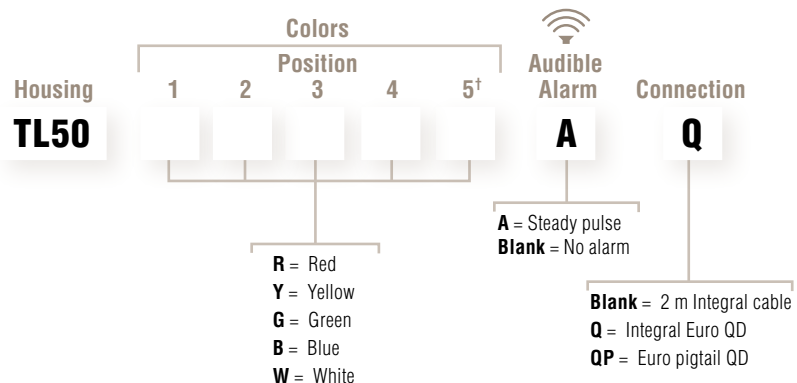 Colors
Position
Housing 1 2 3 4 5† Audible Alarm Connection
TL50 A Q
A = Steady pulse
Blank = No alarm
R = Red
Y = Yellow
G = Green
B = Blue
W = White
Blank = 2 m Integral cable
Q = Integral Euro QD
QP = Euro pigtail QD